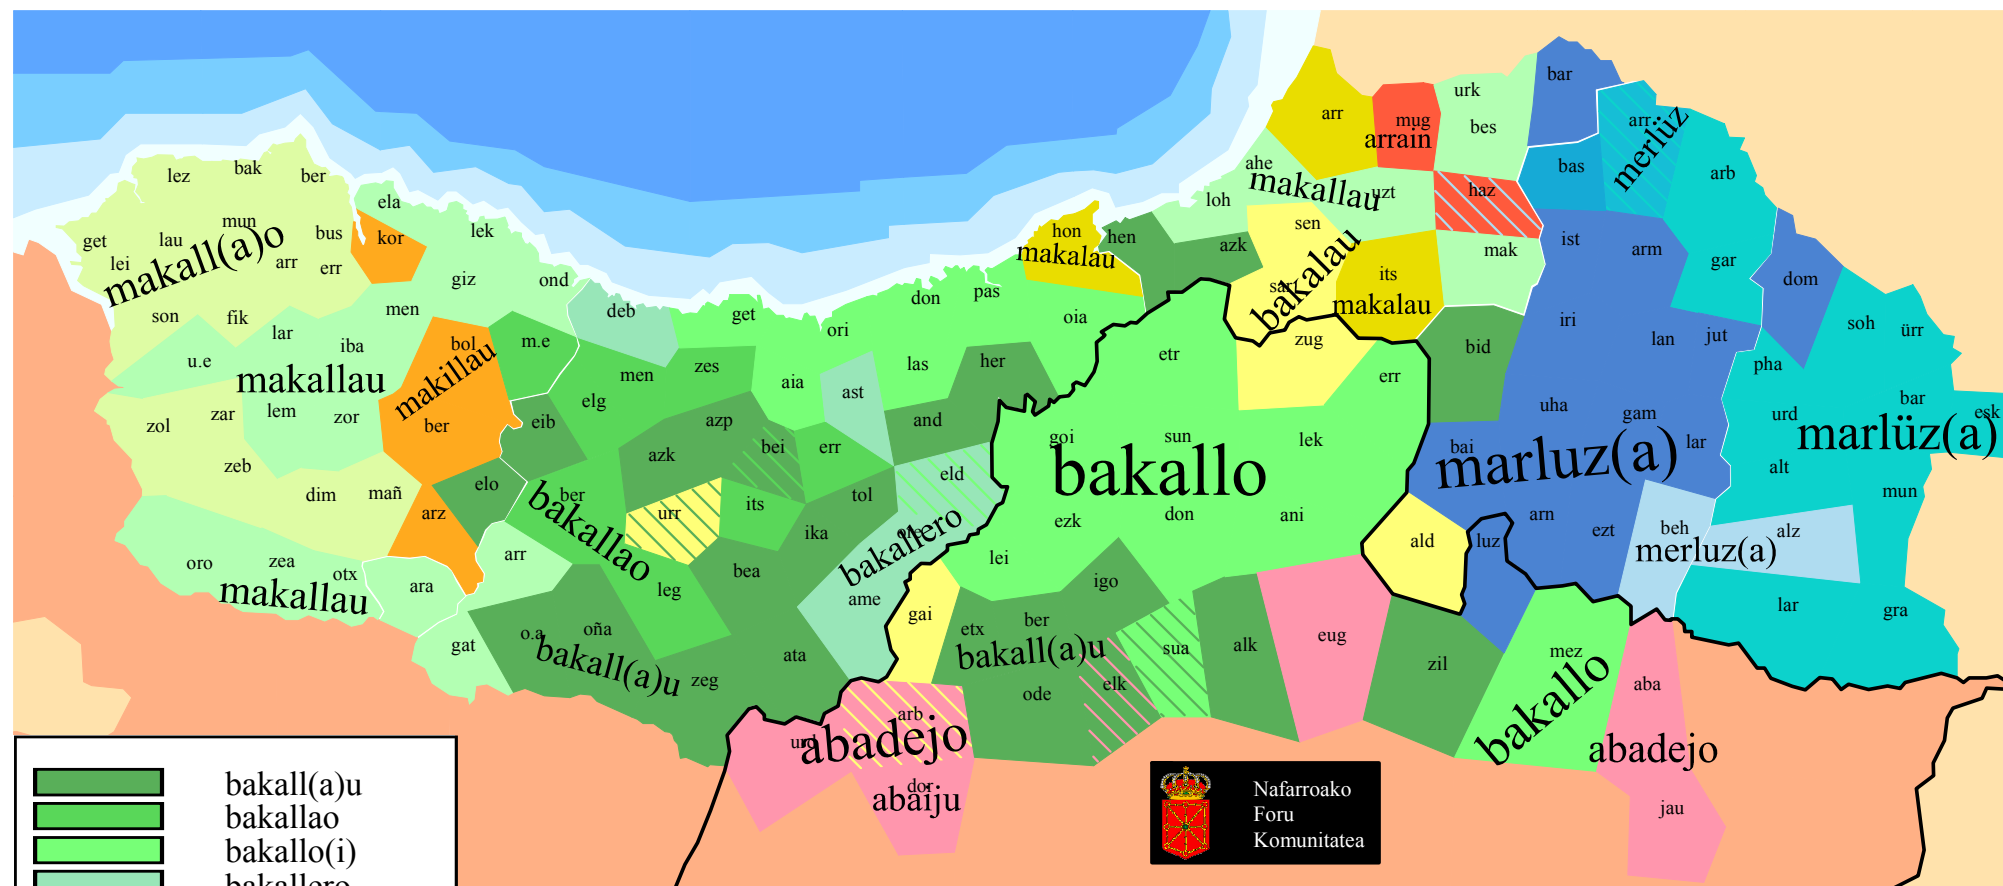 bar
urk
arr
mug
bes
arr
arrain
merlüz
lez
bak
ber
ahe
makallau
uzt
haz
bas
arb
ela
loh
mun
get
lau
bus
kor
lek
hon
hen
azk
sen
ist
arm
makall(a)o
lei
arr
err
makalau
bakalau
mak
gar
giz
ond
sar
its
makalau
dom
men
deb
don
pas
son
fik
get
oia
iri
soh
ürr
lar
iba
bol
m.e
ori
zug
bid
lan
jut
u.e
etr
makallau
makillau
men
zes
las
her
err
pha
aia
ast
elg
lem
zor
zar
zol
ber
eib
azp
and
uha
gam
bar
esk
urd
bei
err
goi
sun
lek
bai
lar
marluz(a)
marlüz(a)
zeb
azk
bakallo
eld
alt
dim
mañ
elo
ber
tol
mun
arz
bakallao
urr
its
ezk
don
ani
arn
ezt
beh
alz
ika
bakallero
ald
luz
merluz(a)
oro
zea
otx
arr
lei
bea
igo
makallau
ara
leg
ame
gai
lar
gra
o.a
oña
etx
ber
eug
gat
bakall(a)u
ata
bakall(a)u
sua
alk
zil
mez
zeg
ode
elk
bakallo
aba
arb
abadejo
abadejo
dor
abaiju
jau
Nafarroako
Foru
Komunitatea
bakall(a)u
bakallao
bakallo(i)
bakallero